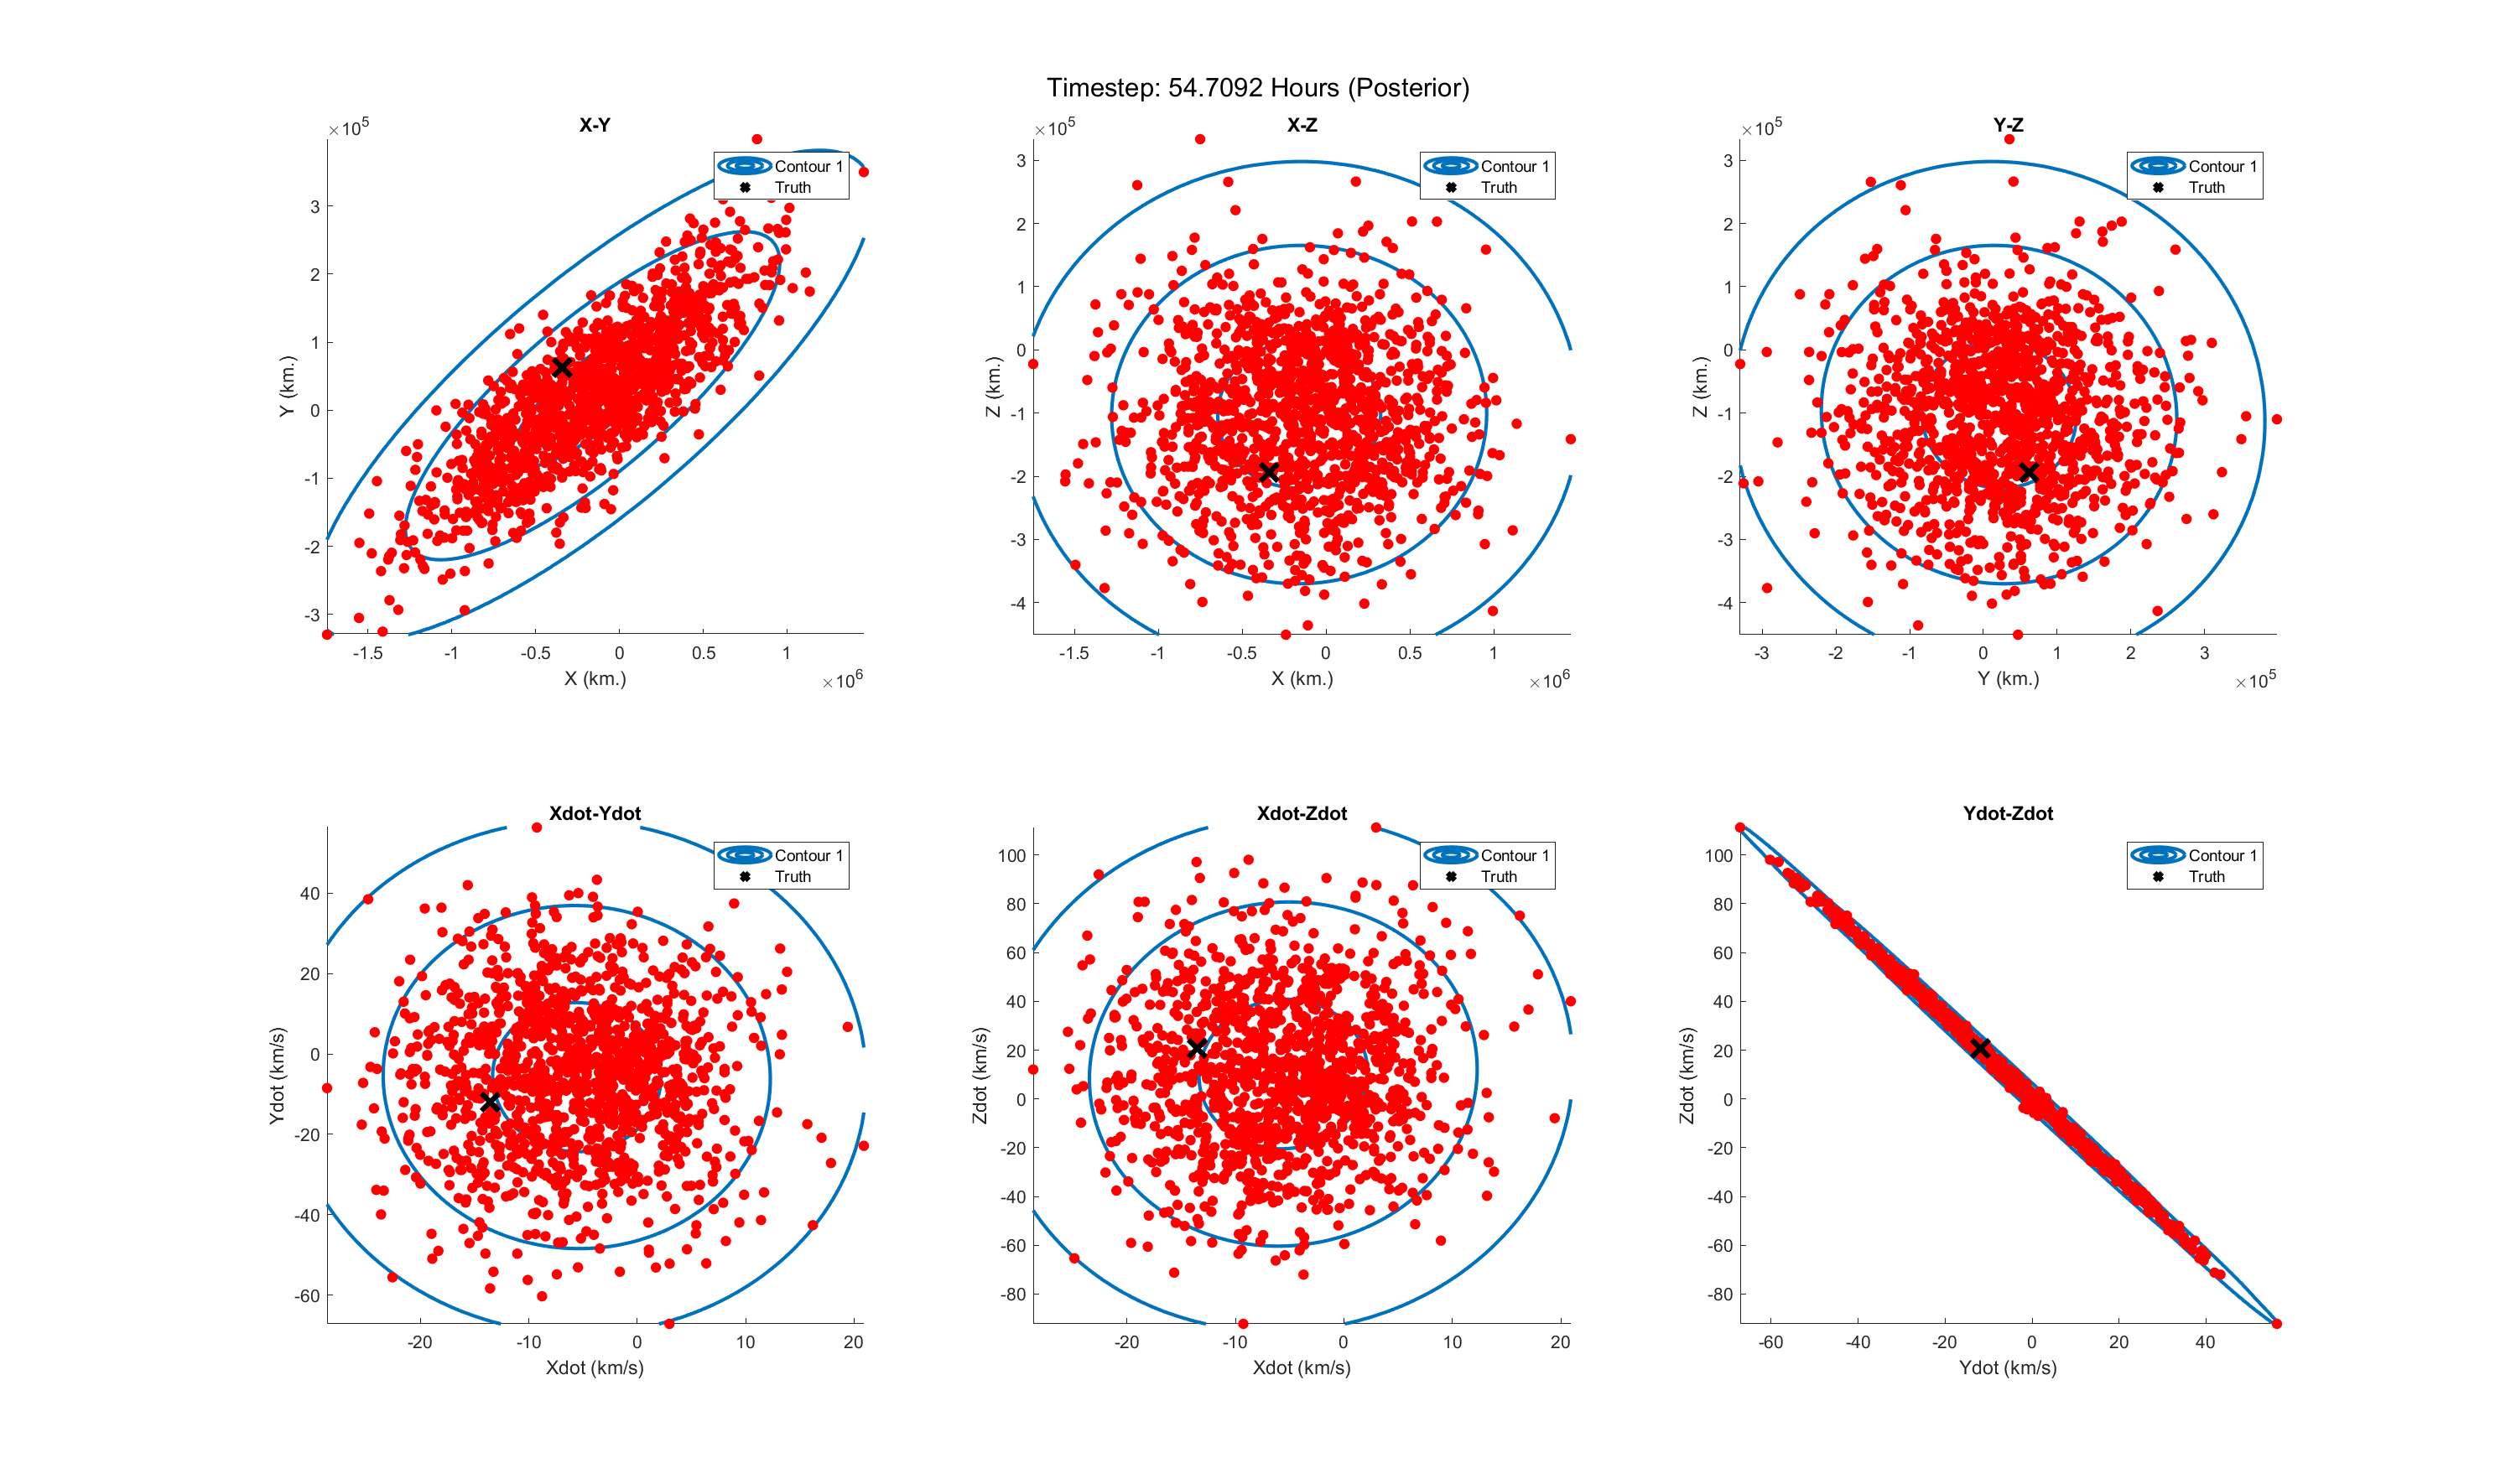 Timestep: 54.7092 Hours (Posterior)
X-Y
×10^5
Contour 1
Truth
3
2
1
0
-1
-2
-3
Y (km.)
-1.5 -1 -0.5 0 0.5 1
X (km.)
×10^6
X-Z
×10^5
Contour 1
Truth
3
2
1
0
-1
-2
-3
-4
Z (km.)
-1.5 -1 -0.5 0 0.5 1
X (km.)
×10^6
Y-Z
×10^5
Contour 1
Truth
3
2
1
0
-1
-2
-3
-4
Z (km.)
-3 -2 -1 0 1 2 3
Y (km.)
×10^5
Xdot-Ydot
Contour 1
Truth
40
20
0
-20
-40
-60
Ydot (km/s)
-20 -10 0 10 20
Xdot (km/s)
Xdot-Zdot
Contour 1
Truth
100
80
60
40
20
0
-20
-40
-60
-80
Zdot (km/s)
-20 -10 0 10 20
Xdot (km/s)
Ydot-Zdot
Contour 1
Truth
100
80
60
40
20
0
-20
-40
-60
-80
Zdot (km/s)
-60 -40 -20 0 20 40
Ydot (km/s)